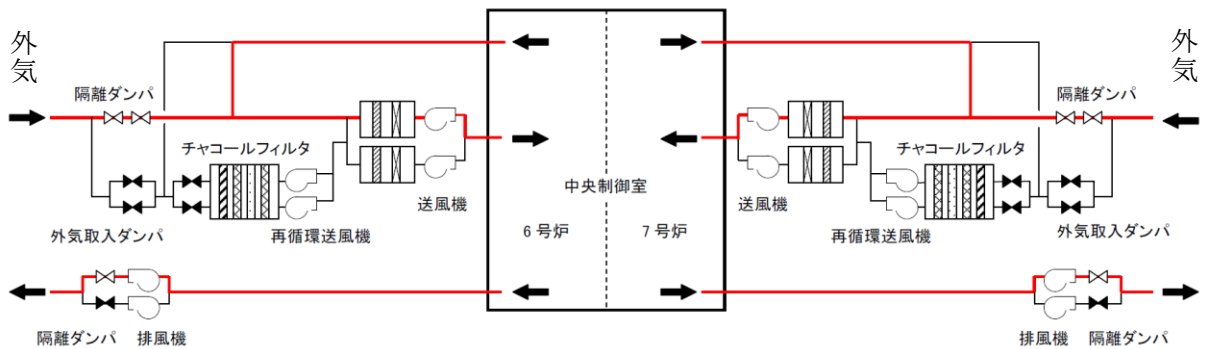 外気
外気
隔離ダンパ
隔離ダンパ
チャコールフィルタ
チャコールフィルタ
中央制御室
送風機
送風機
6号炉
7号炉
外気取入ダンパ
再循環送風機
再循環送風機
外気取入ダンパ
隔離ダンパ
排風機
排風機
隔離ダンパ